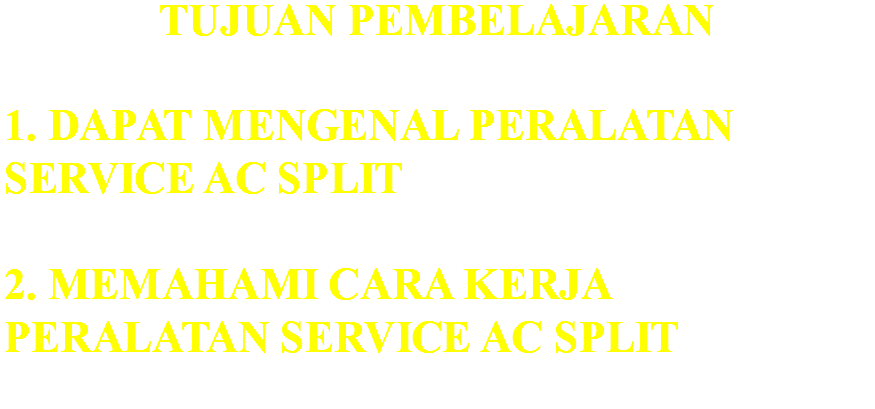 TUJUAN PEMBELAJARAN
1. DAPAT MENGENAL PERALATAN
SERVICE AC SPLIT
2. MEMAHAMI CARA KERJA
PERALATAN SERVICE AC SPLIT